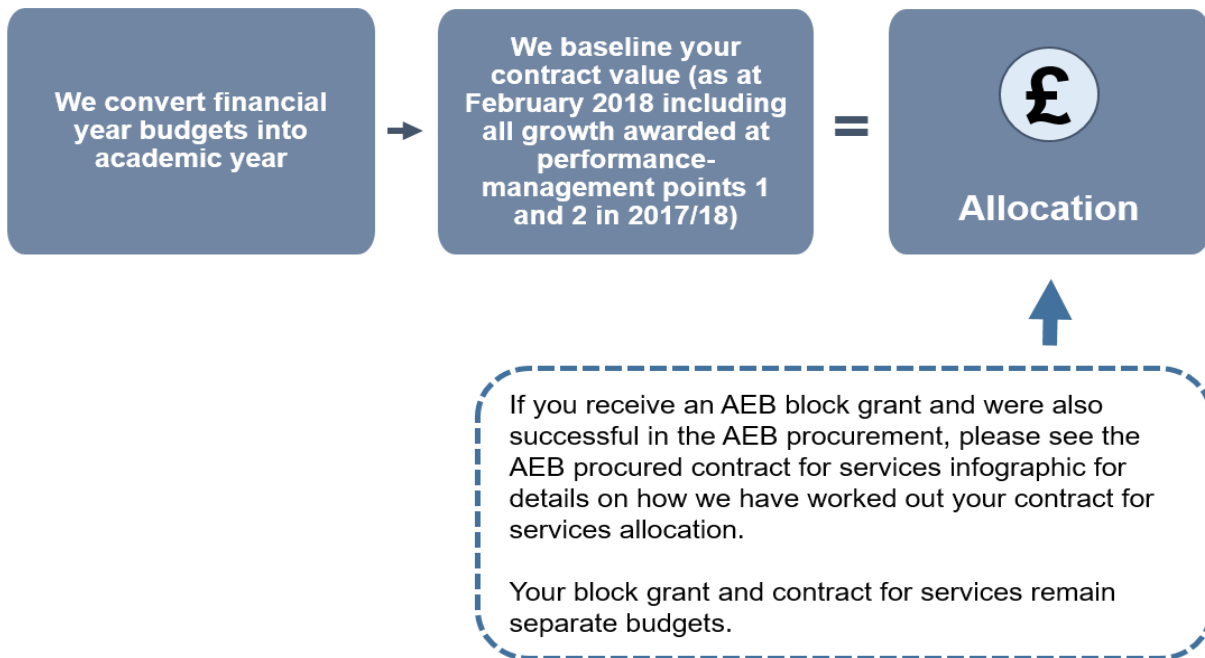 We convert financial
year budgets into
academic year
We baseline your
contract value (as at
February 2018 including
all growth awarded at
performance-
management points 1
and 2 in 2017/18)
=
£
Allocation
If you receive an AEB block grant and were also
successful in the AEB procurement, please see the
AEB procured contract for services infographic for
details on how we have worked out your contract for
services allocation.
Your block grant and contract for services remain
separate budgets.